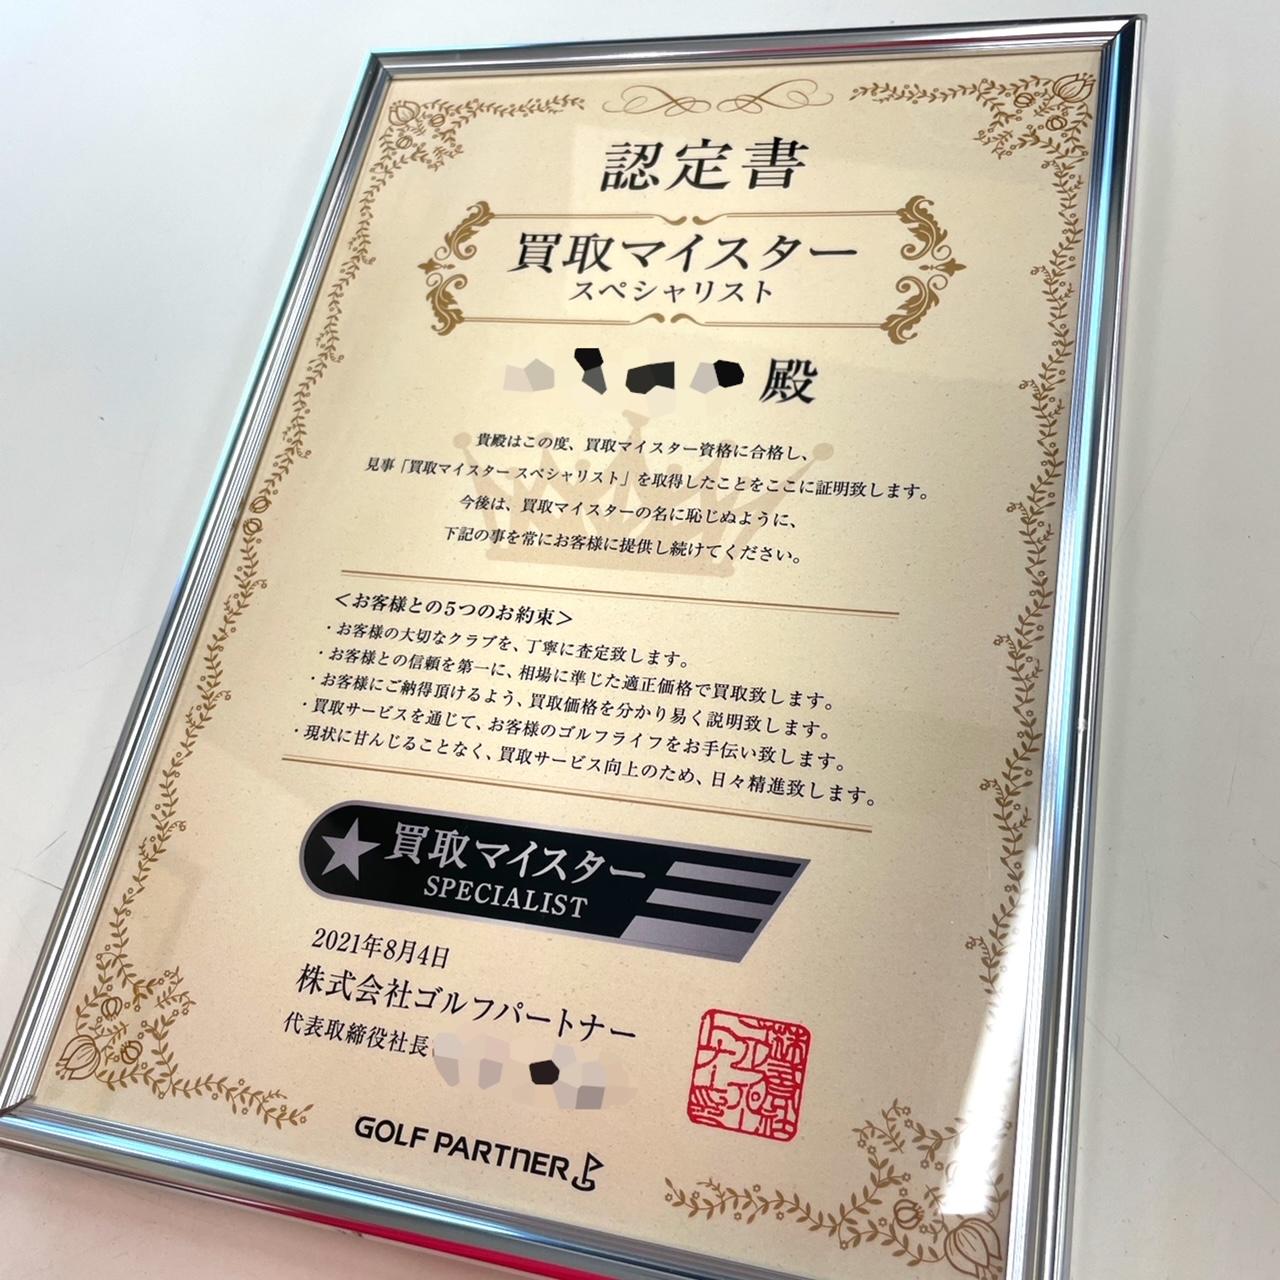 認定書
買取マイスター
スペシャリスト
殿
貴殿はこの度、買取マイスター資格に合格し、
見事「買取マイスター スペシャリスト」を取得したことをここに証明致します。
今後は、買取マイスターの名に恥じぬように、
下記の事を常にお客様に提供し続けてください。
＜お客様との5つのお約束＞
・お客様の大切なクラブを、丁寧に査定致します。
・お客様との信頼を第一に、相場に準じた適正価格で買取致します。
・お客様にご納得頂けるよう、買取価格を分かり易く説明致します。
・買取サービスを通じて、お客様のゴルフライフをお手伝い致します。
・現状に甘んじることなく、買取サービス向上のため、日々精進致します。
買取マイスター
SPECIALIST
2021年8月4日
株式会社ゴルフパートナー
代表取締役社長
GOLF PARTNER